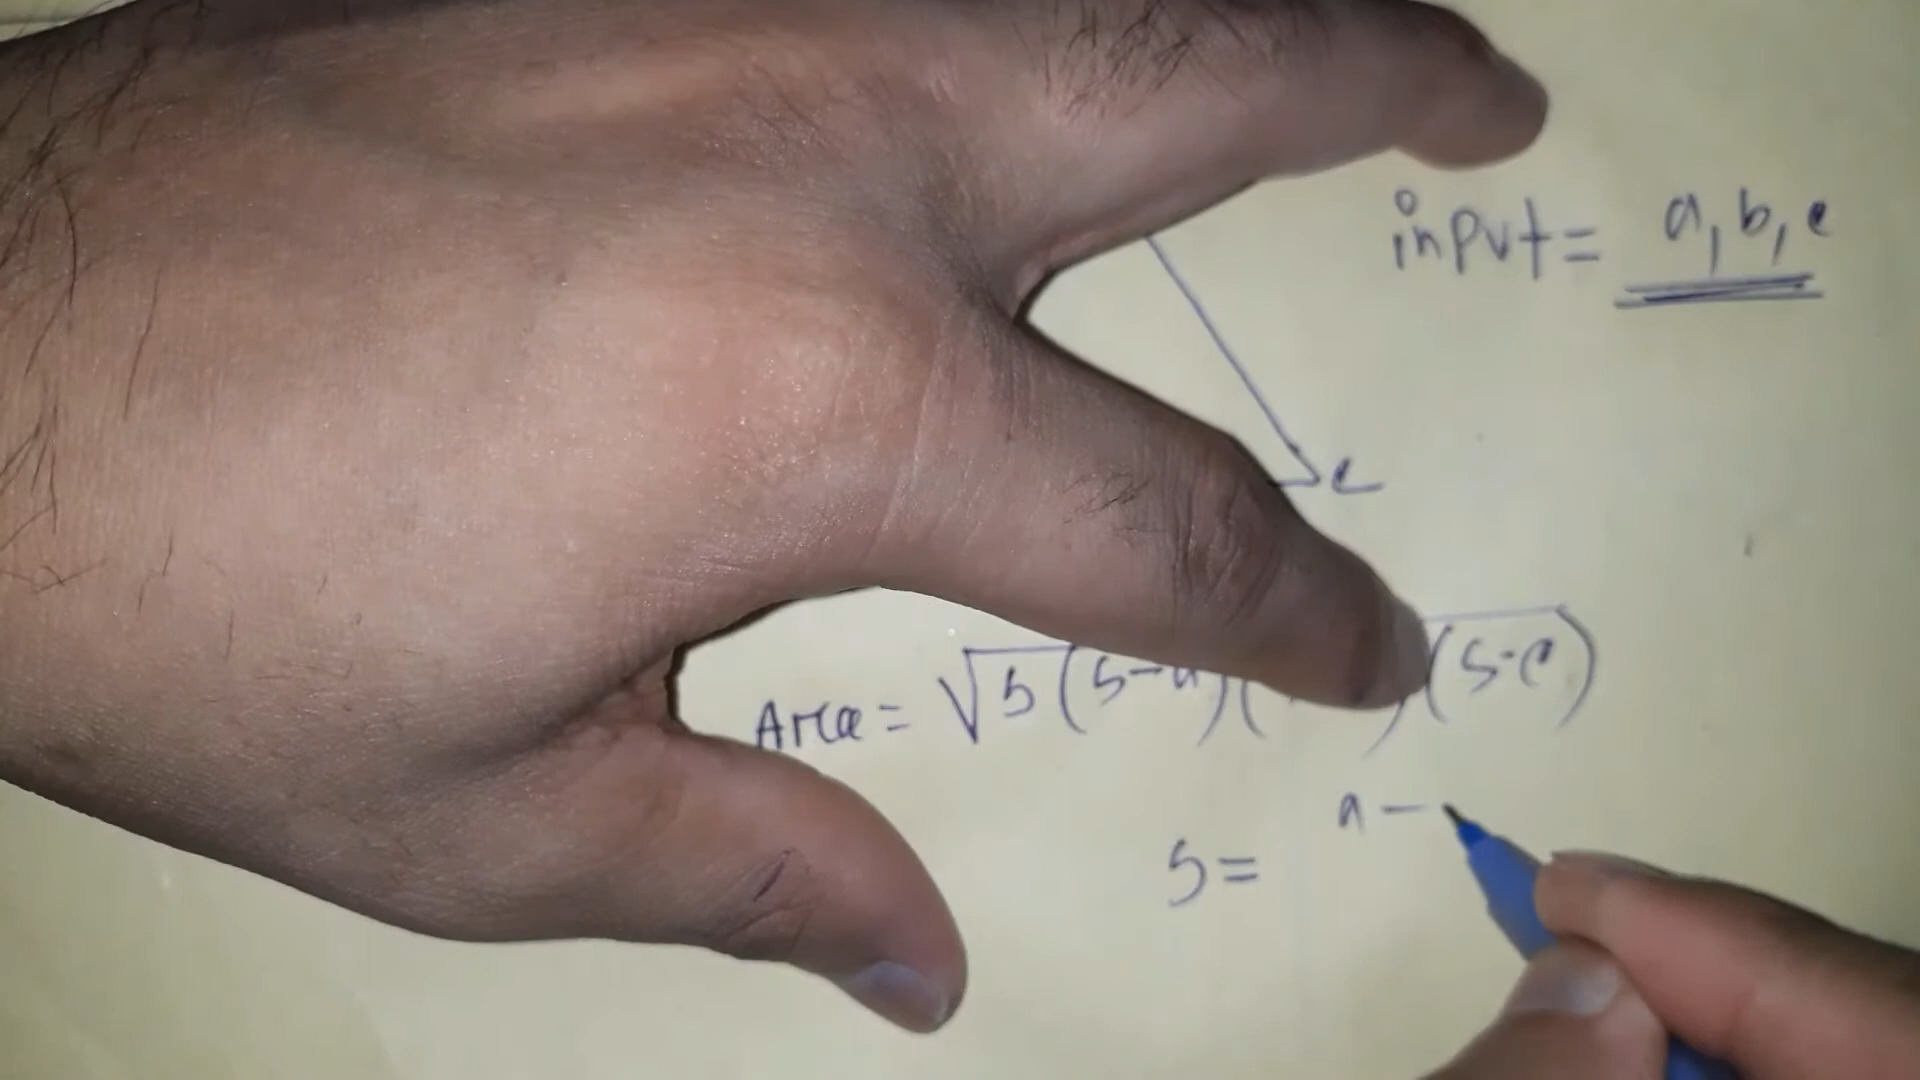 input = a, b, c
c
Area = √s(s-a)( )(s-c)
a -
s =